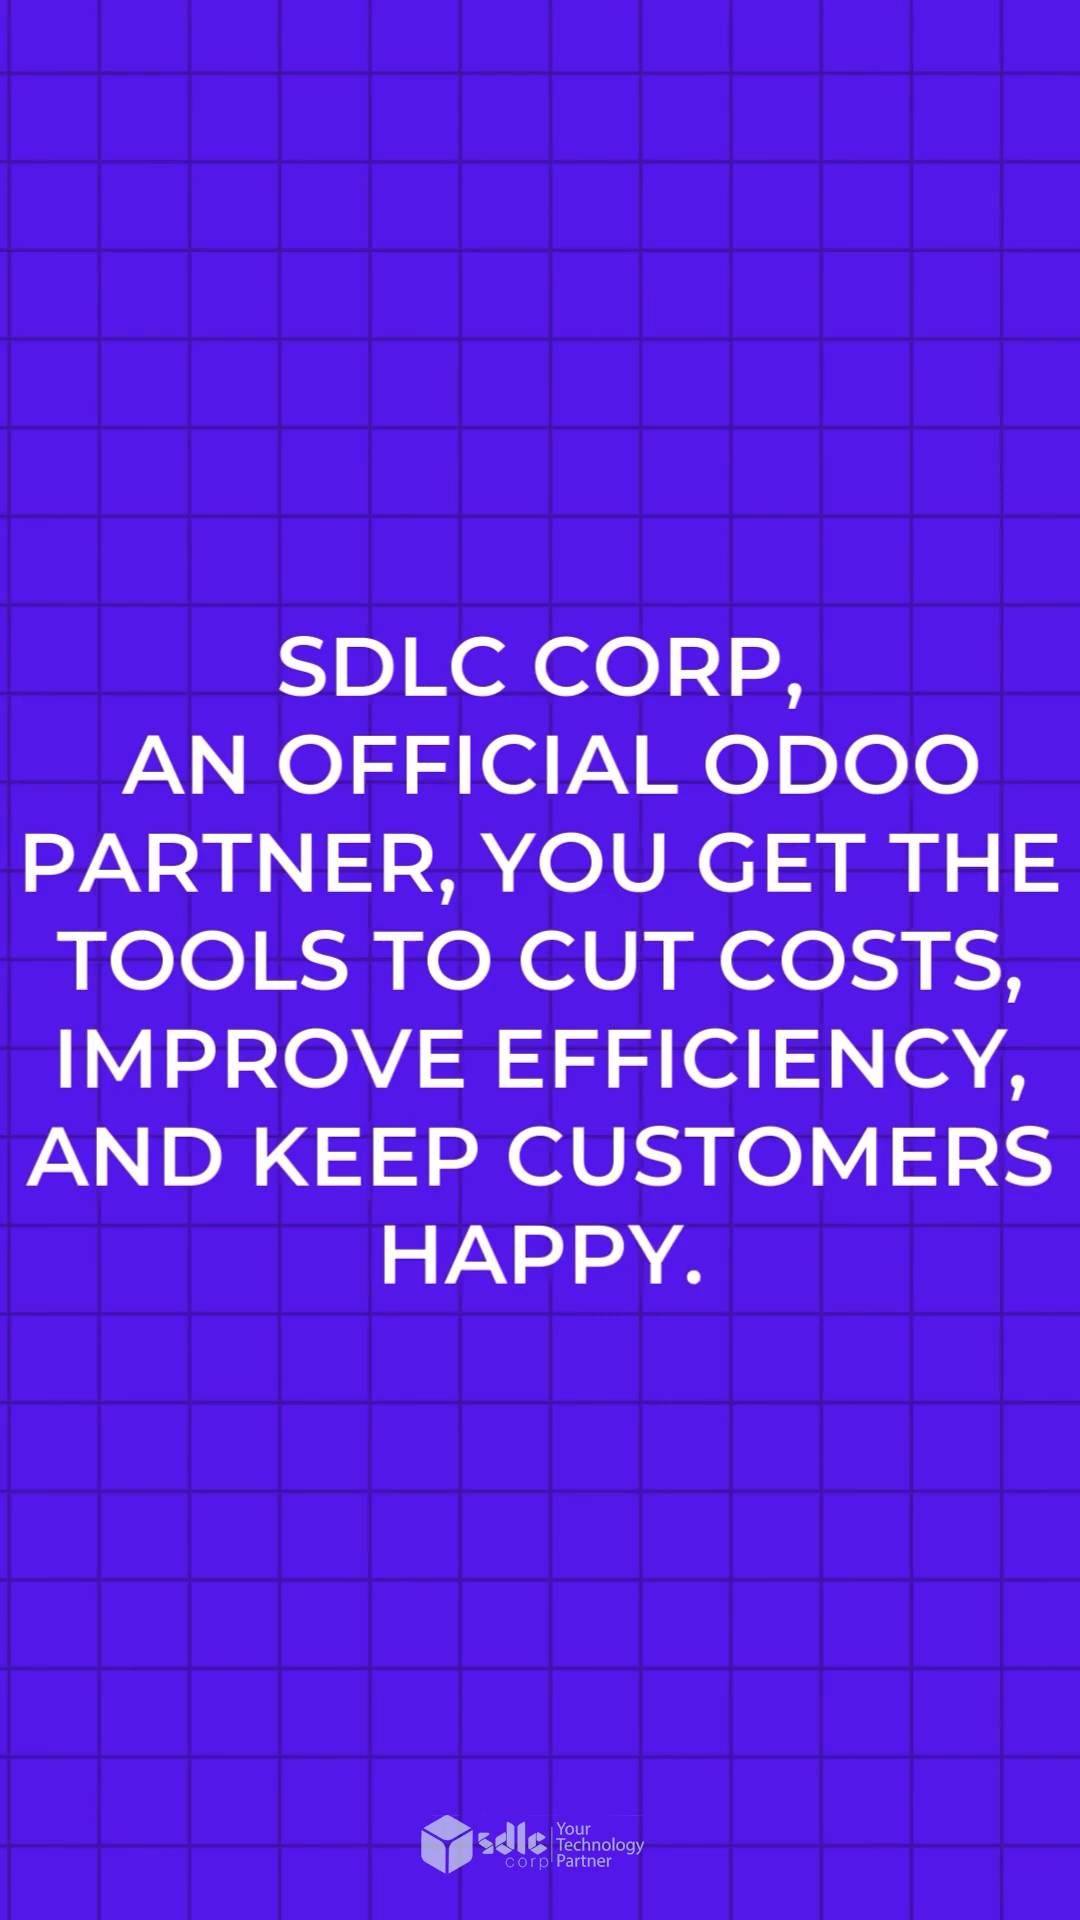 SDLC CORP,
AN OFFICIAL ODOO
PARTNER, YOU GET THE
TOOLS TO CUT COSTS,
IMPROVE EFFICIENCY,
AND KEEP CUSTOMERS
HAPPY.
sdlc
corp
Your
Technology
Partner